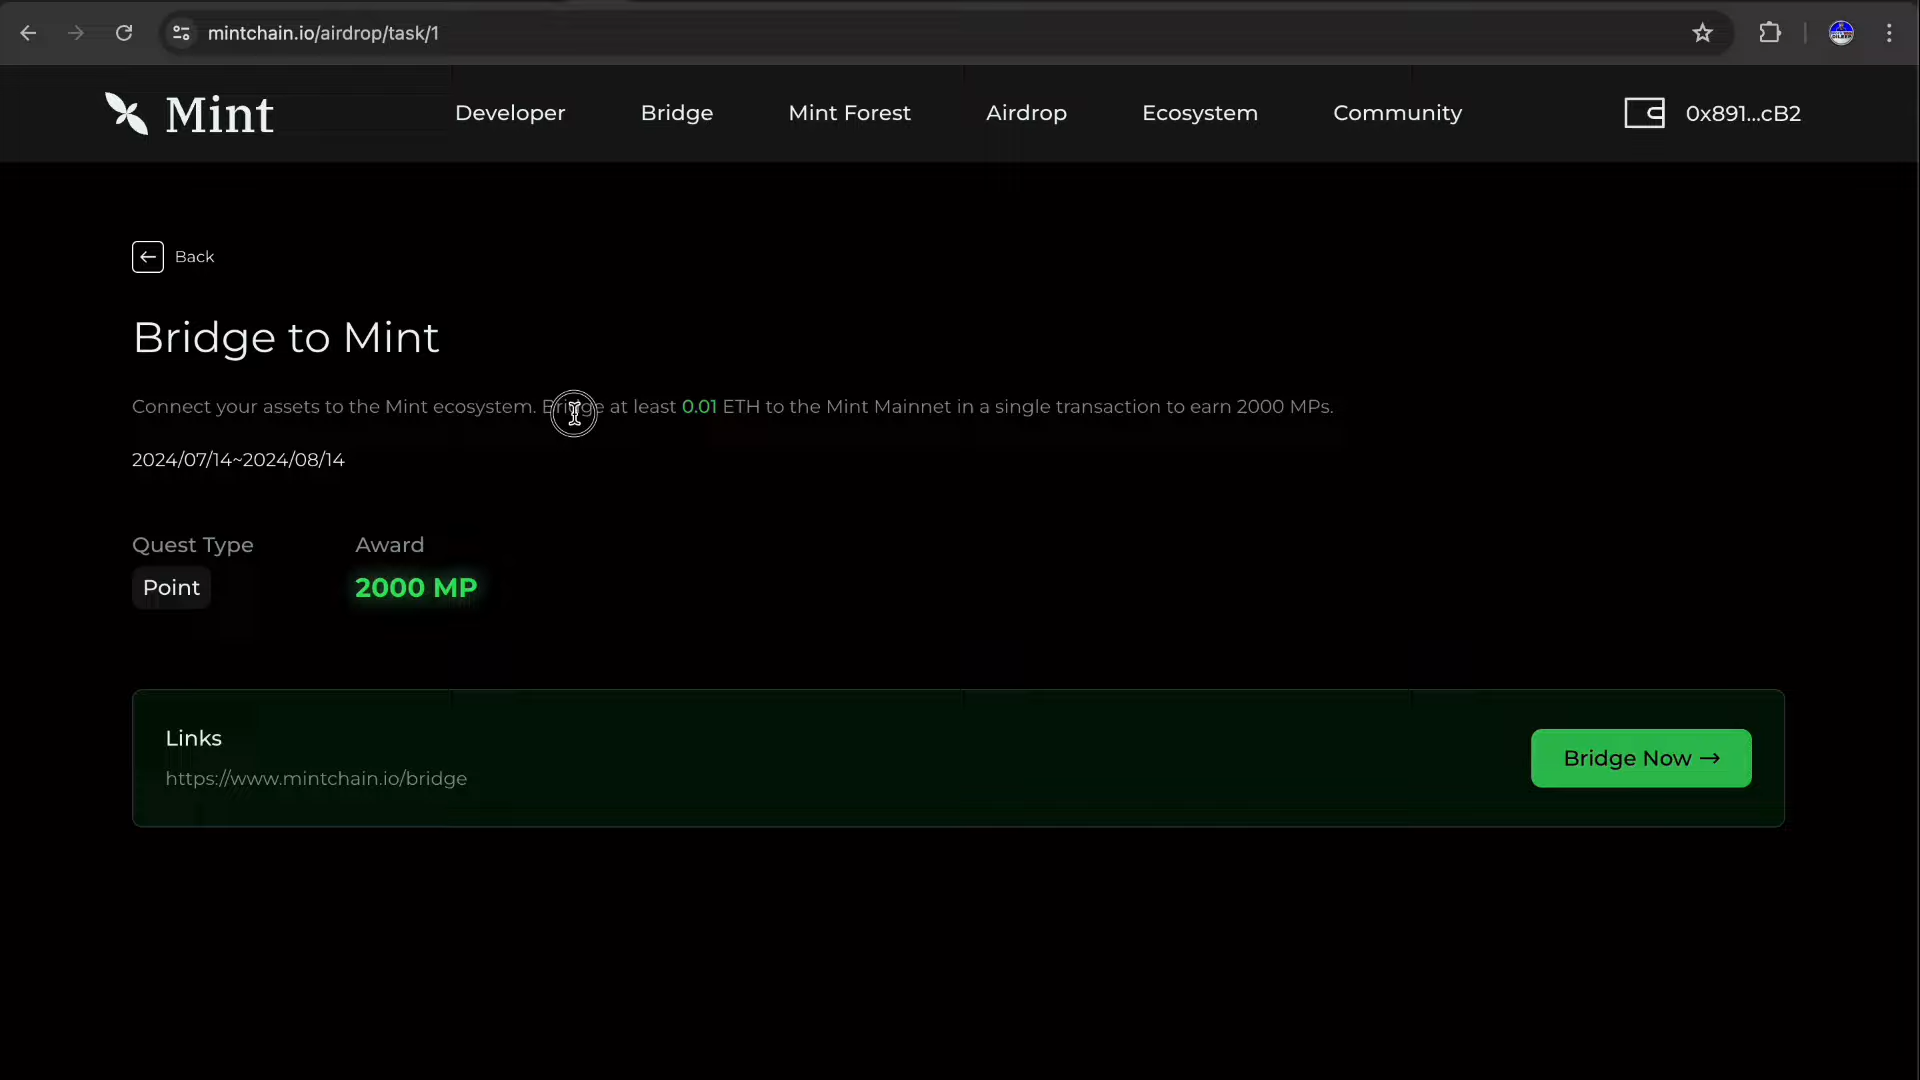 mintchain.io/airdrop/task/1
Mint
Developer
Bridge
Mint Forest
Airdrop
Ecosystem
Community
0x891...cB2
Back
Bridge to Mint
Connect your assets to the Mint ecosystem. Bridge at least 0.01 ETH to the Mint Mainnet in a single transaction to earn 2000 MPs.
2024/07/14~2024/08/14
Quest Type
Award
Point
2000 MP
Links
https://www.mintchain.io/bridge
Bridge Now →